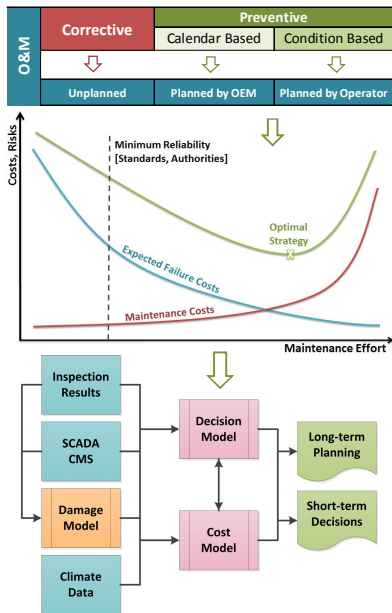 O&M
Corrective
Preventive
Calendar Based
Condition Based
Unplanned
Planned by OEM
Planned by Operator
Costs, Risks
Minimum Reliability
[Standards, Authorities]
Optimal
Strategy
Expected Failure Costs
Maintenance Costs
Maintenance Effort
Inspection
Results
SCADA
CMS
Damage
Model
Climate
Data
Decision
Model
Cost
Model
Long-term
Planning
Short-term
Decisions